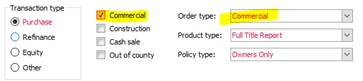 Transaction type
Purchase
Refinance
Equity
Other
Commercial
Construction
Cash sale
Out of county
Order type: Commercial
Product type: Full Title Report
Policy type: Owners Only